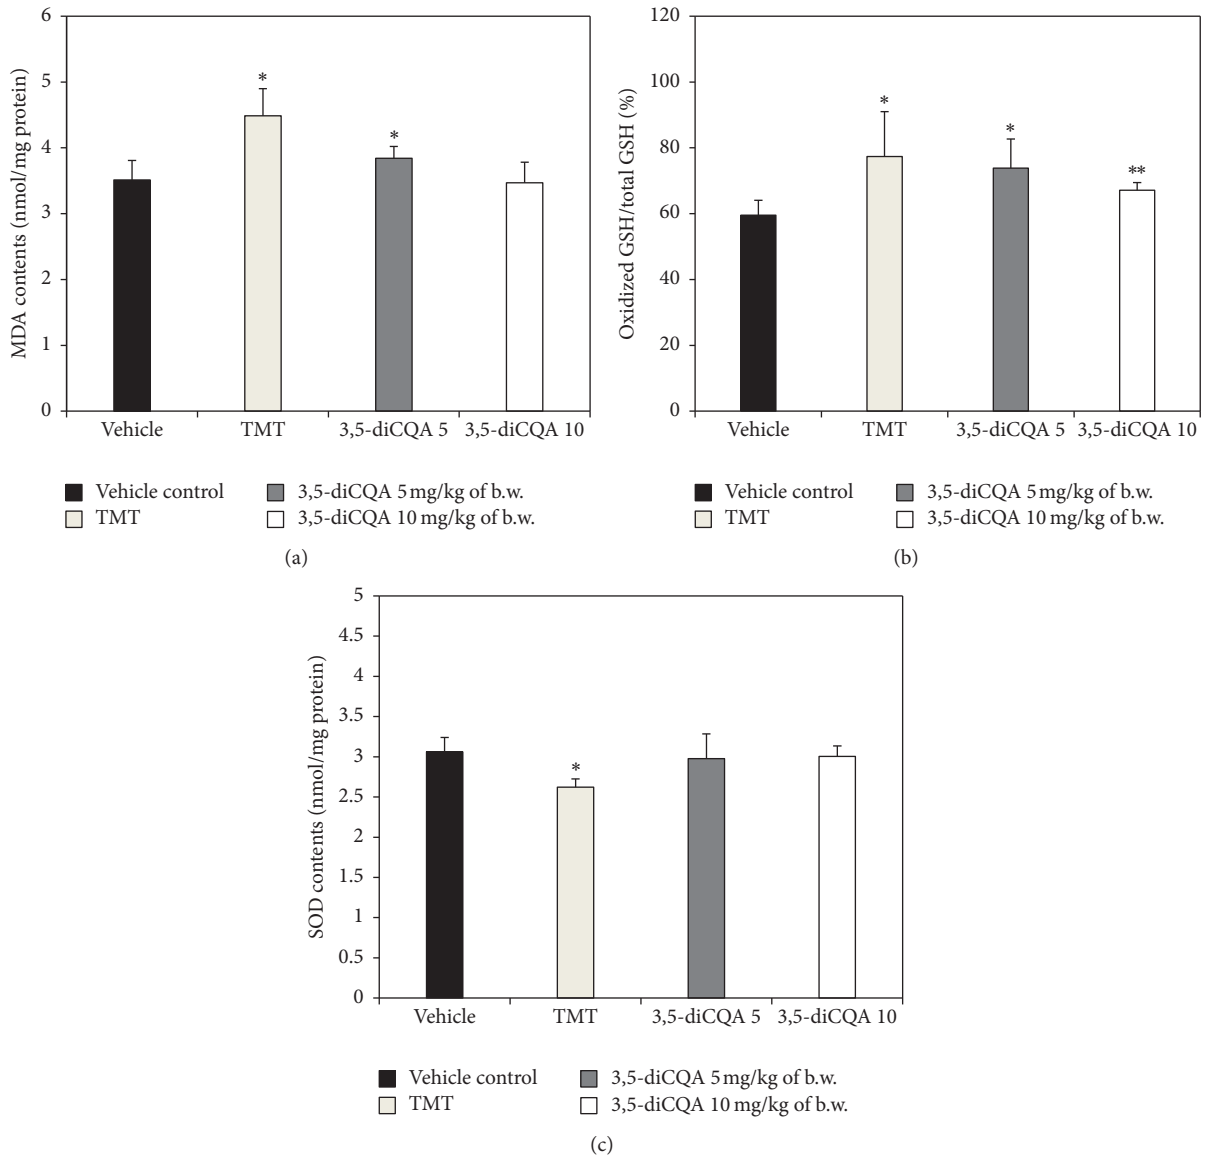 MDA contents (nmol/mg protein)
6
5
4
3
2
1
0
*
*
Vehicle
TMT
3,5-diCQA 5
3,5-diCQA 10
Vehicle control
TMT
3,5-diCQA 5 mg/kg of b.w.
3,5-diCQA 10 mg/kg of b.w.
(a)
Oxidized GSH/total GSH (%)
120
100
80
60
40
20
0
*
*
**
Vehicle
TMT
3,5-diCQA 5
3,5-diCQA 10
Vehicle control
TMT
3,5-diCQA 5 mg/kg of b.w.
3,5-diCQA 10 mg/kg of b.w.
(b)
SOD contents (nmol/mg protein)
5
4.5
4
3.5
3
2.5
2
1.5
1
0.5
0
*
Vehicle
TMT
3,5-diCQA 5
3,5-diCQA 10
Vehicle control
TMT
3,5-diCQA 5 mg/kg of b.w.
3,5-diCQA 10 mg/kg of b.w.
(c)